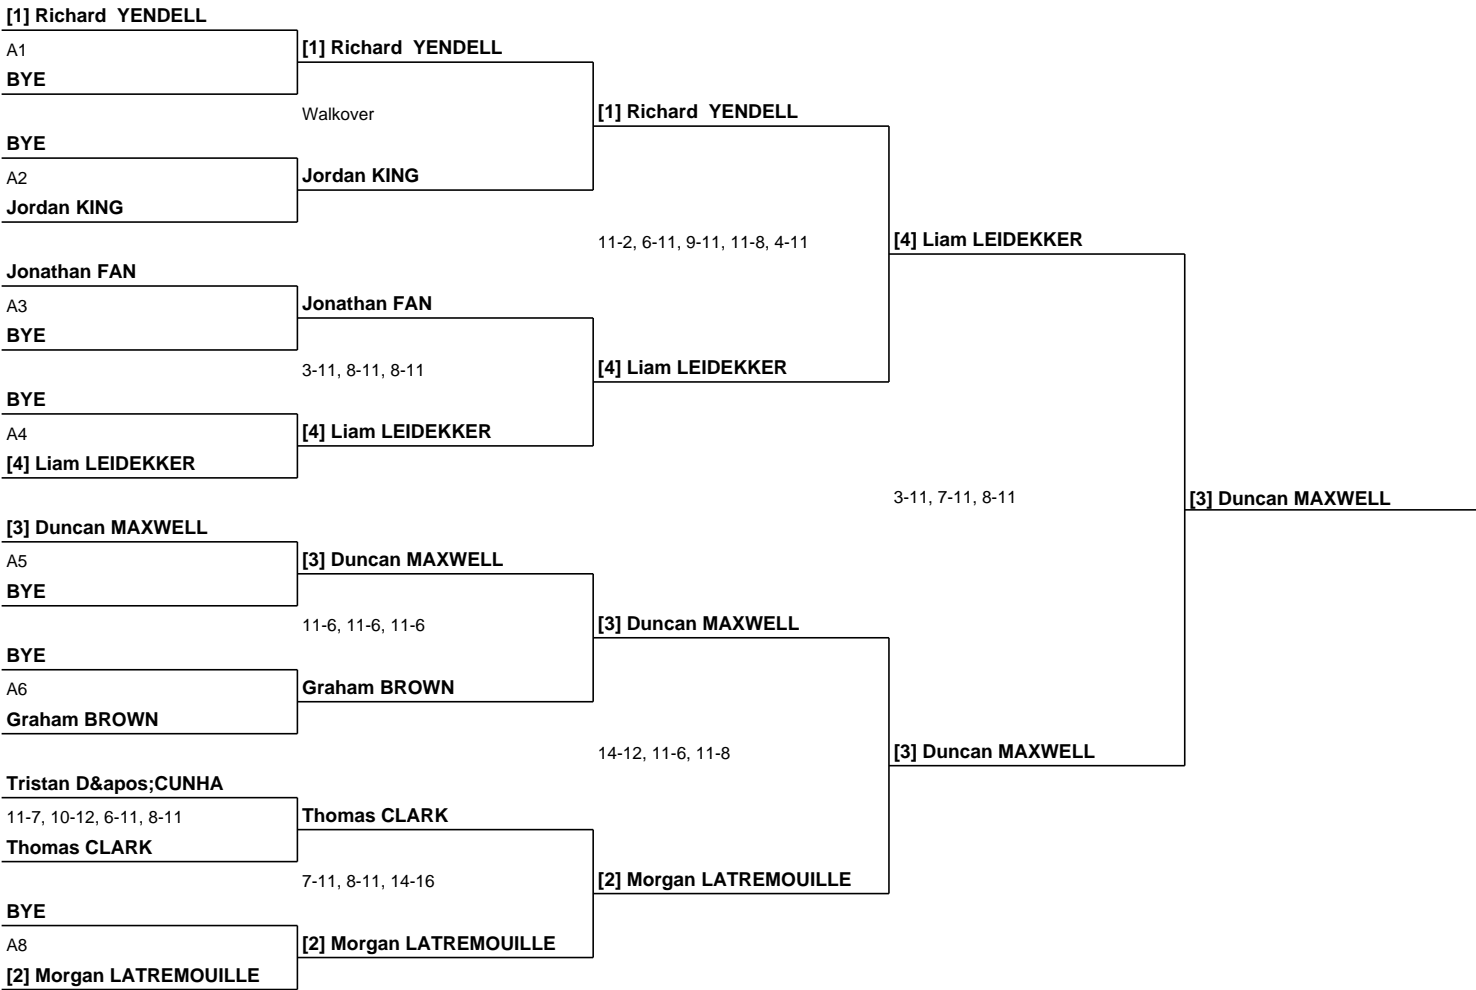 [1] Richard  YENDELL
A1
BYE
[1] Richard  YENDELL
Walkover
BYE
A2
Jordan KING
Jordan KING
[1] Richard  YENDELL
11-2, 6-11, 9-11, 11-8, 4-11
Jonathan FAN
A3
BYE
Jonathan FAN
3-11, 8-11, 8-11
BYE
A4
[4] Liam LEIDEKKER
[4] Liam LEIDEKKER
[4] Liam LEIDEKKER
[4] Liam LEIDEKKER
3-11, 7-11, 8-11
[3] Duncan MAXWELL
[3] Duncan MAXWELL
A5
BYE
[3] Duncan MAXWELL
11-6, 11-6, 11-6
BYE
A6
Graham BROWN
Graham BROWN
[3] Duncan MAXWELL
14-12, 11-6, 11-8
[3] Duncan MAXWELL
Tristan D&apos;CUNHA
11-7, 10-12, 6-11, 8-11
Thomas CLARK
Thomas CLARK
7-11, 8-11, 14-16
[2] Morgan LATREMOUILLE
BYE
A8
[2] Morgan LATREMOUILLE
[2] Morgan LATREMOUILLE